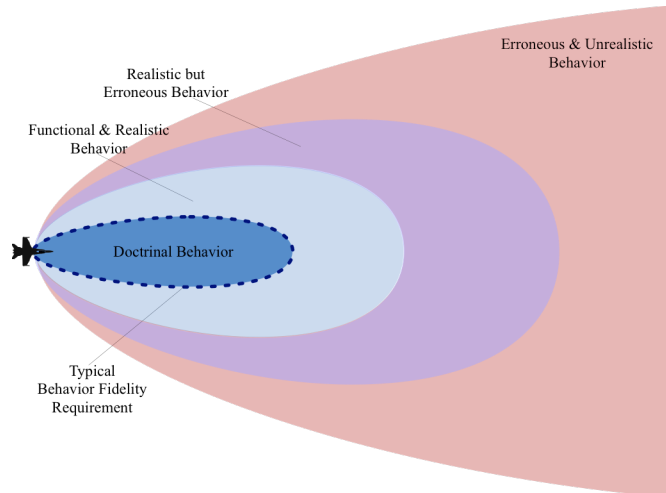 Erroneous & Unrealistic
Behavior
Realistic but
Erroneous Behavior
Functional & Realistic
Behavior
Doctrinal Behavior
Typical
Behavior Fidelity
Requirement